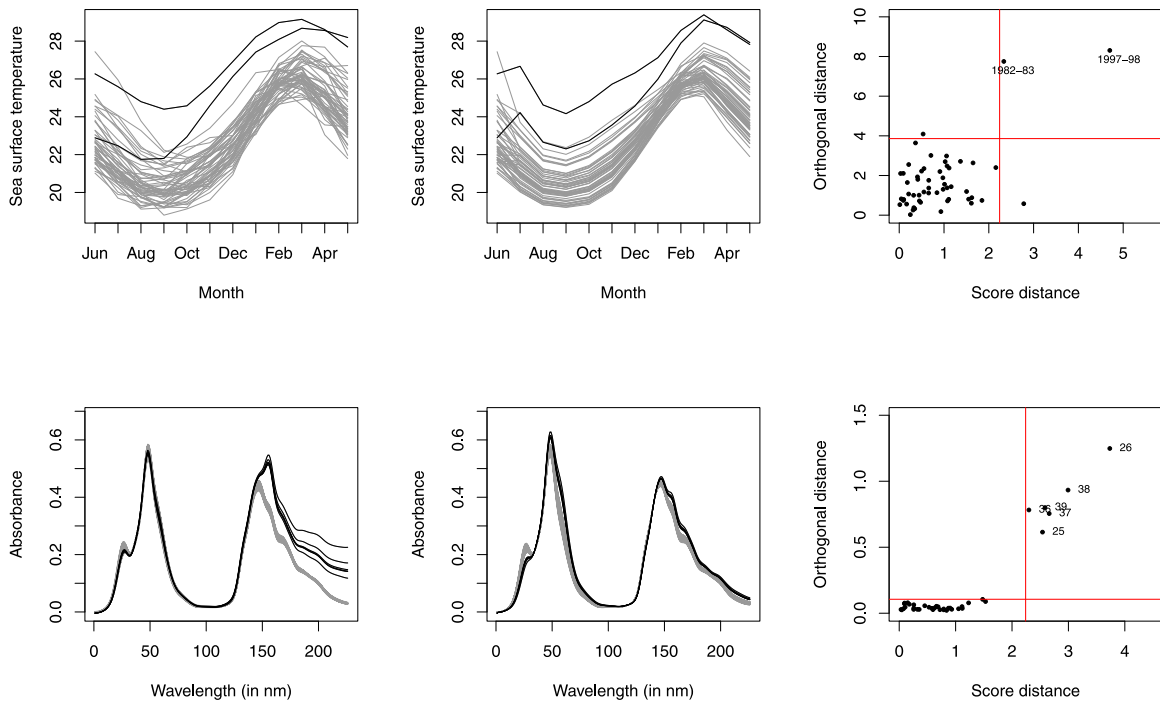 Sea surface temperature
20 22 24 26 28
Jun Aug Oct Dec Feb Apr
Month
Sea surface temperature
20 22 24 26 28
Jun Aug Oct Dec Feb Apr
Month
Orthogonal distance
0 2 4 6 8 10
1982–83
1997–98
0 1 2 3 4 5
Score distance
Absorbance
0.0 0.2 0.4 0.6
0 50 100 150 200
Wavelength (in nm)
Absorbance
0.0 0.2 0.4 0.6
0 50 100 150 200
Wavelength (in nm)
Orthogonal distance
0.0 0.5 1.0 1.5
26
38
39
37
25
0 1 2 3 4
Score distance